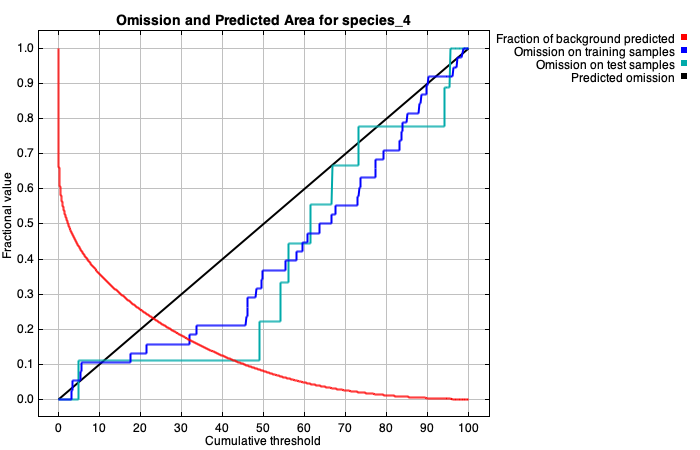 Omission and Predicted Area for species_4
Fraction of background predicted
Omission on training samples
Omission on test samples
Predicted omission
Fractional value
1.0
0.9
0.8
0.7
0.6
0.5
0.4
0.3
0.2
0.1
0.0
0 10 20 30 40 50 60 70 80 90 100
Cumulative threshold